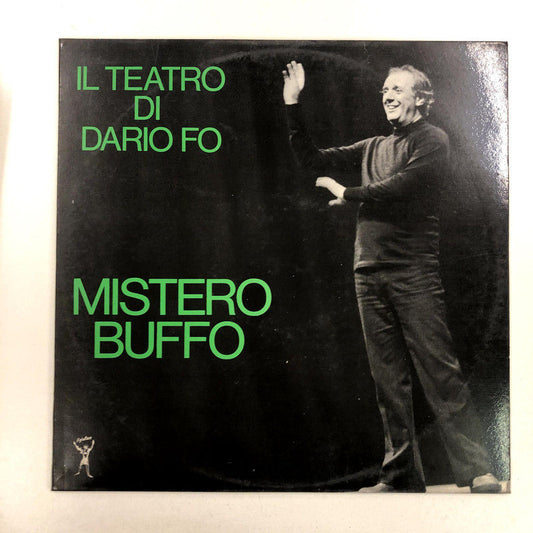 IL TEATRO
DI
DARIO FO
MISTERO
BUFFO